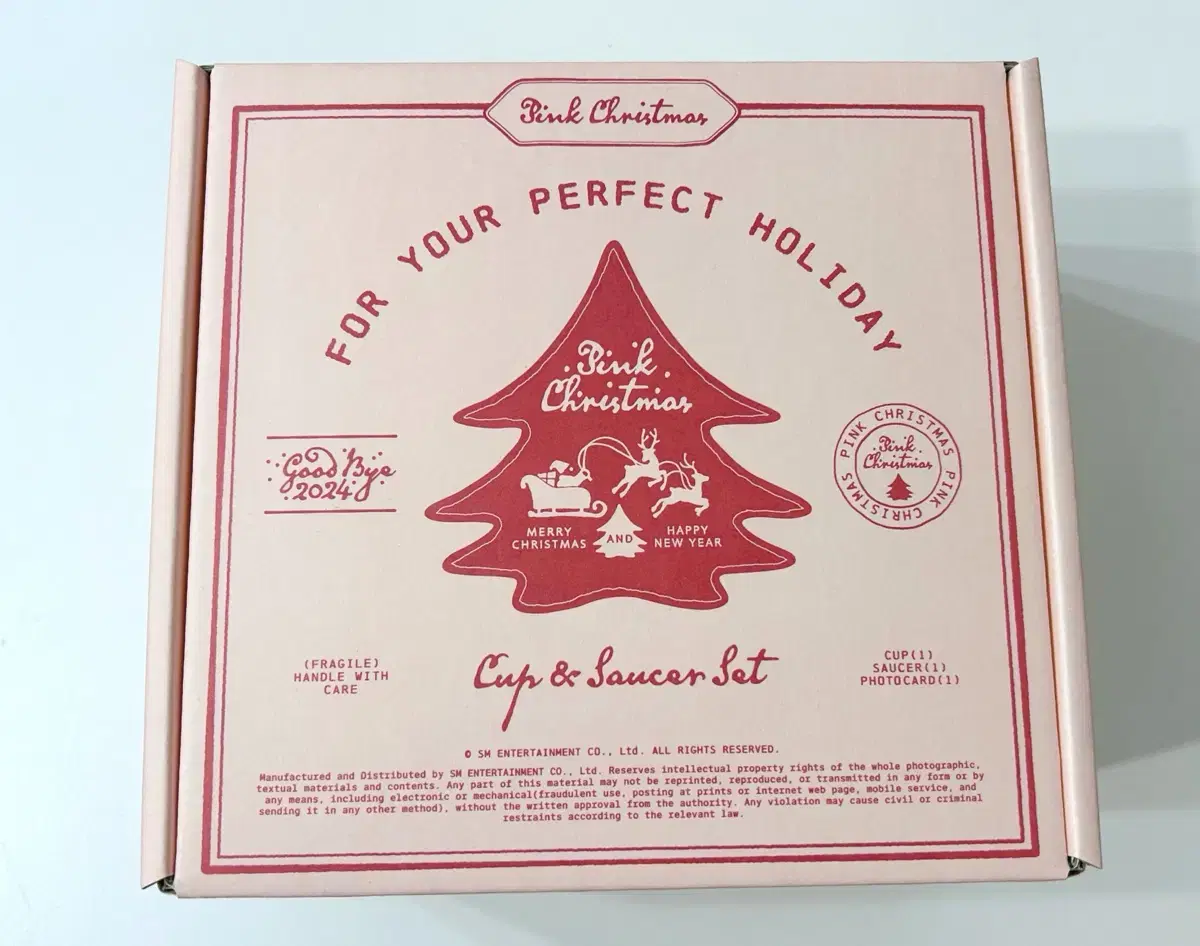 Pink Christmas
FOR YOUR PERFECT HOLIDAY
Pink
Christmas
MERRY
CHRISTMAS
AND
HAPPY
NEW YEAR
Good Bye
2024
PINK CHRISTMAS PINK CHRISTMAS
Pink
Christmas
(FRAGILE)
HANDLE WITH
CARE
Cup & Saucer Set
CUP(1)
SAUCER(1)
PHOTOCARD(1)
© SM ENTERTAINMENT CO., Ltd. ALL RIGHTS RESERVED.
Manufactured and Distributed by SM ENTERTAINMENT CO., Ltd. Reserves intellectual property rights of the whole photographic,
textual materials and contents. Any part of this material may not be reprinted, reproduced, or transmitted in any form or by
any means, including electronic or mechanical(fraudulent use, posting at prints or internet web page, mobile service, and
sending it in any other method), without the written approval from the authority. Any violation may cause civil or criminal
restraints according to the relevant law.